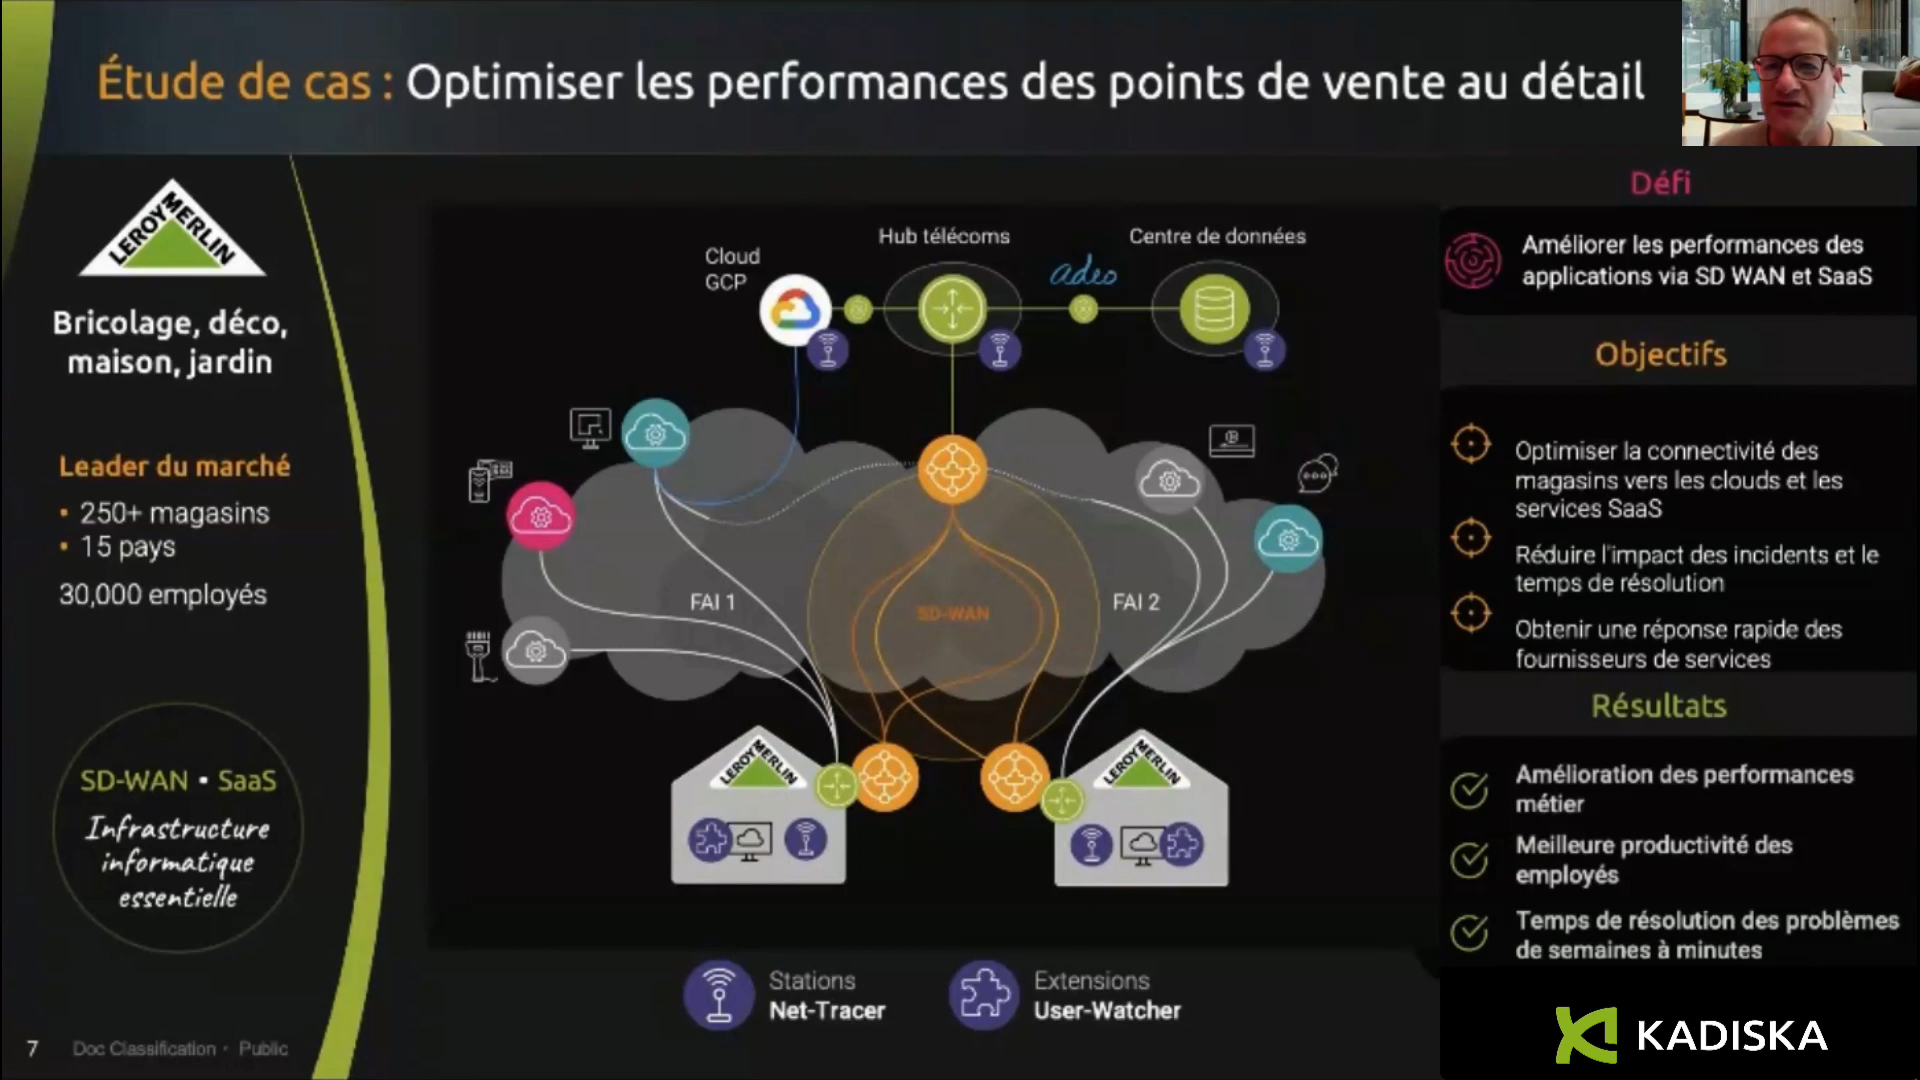 Étude de cas : Optimiser les performances des points de vente au détail
LEROY MERLIN
Bricolage, déco,
maison, jardin
Leader du marché
• 250+ magasins
• 15 pays
30,000 employés
SD-WAN • SaaS
Infrastructure
informatique
essentielle
7 Doc Classification • Public
Cloud
GCP
Hub télécoms
adeo
Centre de données
FAI 1
SD-WAN
FAI 2
LEROY MERLIN
LEROY MERLIN
Stations
Net-Tracer
Extensions
User-Watcher
Défi
Améliorer les performances des
applications via SD WAN et SaaS
Objectifs
Optimiser la connectivité des
magasins vers les clouds et les
services SaaS
Réduire l'impact des incidents et le
temps de résolution
Obtenir une réponse rapide des
fournisseurs de services
Résultats
Amélioration des performances
métier
Meilleure productivité des
employés
Temps de résolution des problèmes
de semaines à minutes
KADISKA